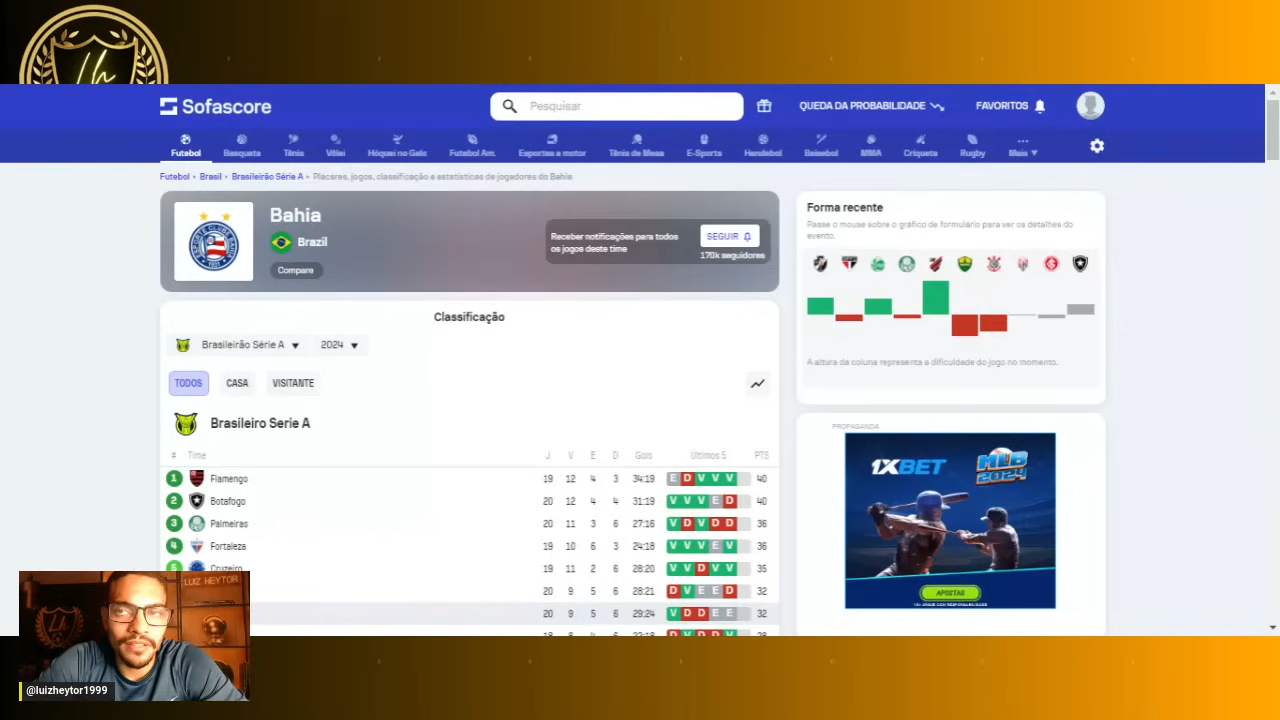 Lh
Sofascore
Pesquisar
QUEDA DA PROBABILIDADE
FAVORITOS
Futebol
Basquete
Tênis
Vôlei
Hóquei no Gelo
Futebol Am.
Esportes a motor
Tênis de Mesa
E-Sports
Handebol
Beisebol
MMA
Críquete
Rugby
Mais
Futebol
Brasil
Brasileirão Série A
Placares, jogos, classificação e estatísticas de jogadores do Bahia
Bahia
Brazil
Compare
Receber notificações para todos
os jogos deste time
SEGUIR
170k seguidores
Forma recente
Passe o mouse sobre o gráfico de formulário para ver os detalhes do
evento.
A altura da coluna representa a dificuldade do jogo no momento.
Classificação
Brasileirão Série A
2024
TODOS
CASA
VISITANTE
Brasileiro Serie A
# Time J V E D Gols Últimos 5 PTS
1 Flamengo 19 12 4 3 34:19 E D V V V 40
2 Botafogo 20 12 4 4 31:19 V V V E D 40
3 Palmeiras 20 11 3 6 27:16 V D V D D 36
4 Fortaleza 19 10 6 3 24:18 V V V E V 36
5 Cruzeiro 19 11 2 6 28:20 V V D V V 35
20 9 5 6 28:21 D V E E D 32
20 9 5 6 29:24 V D D E E 32
PROPAGANDA
1XBET
MLB
2024
APOSTAR
LUIZ HEYTOR
@luizheytor1999